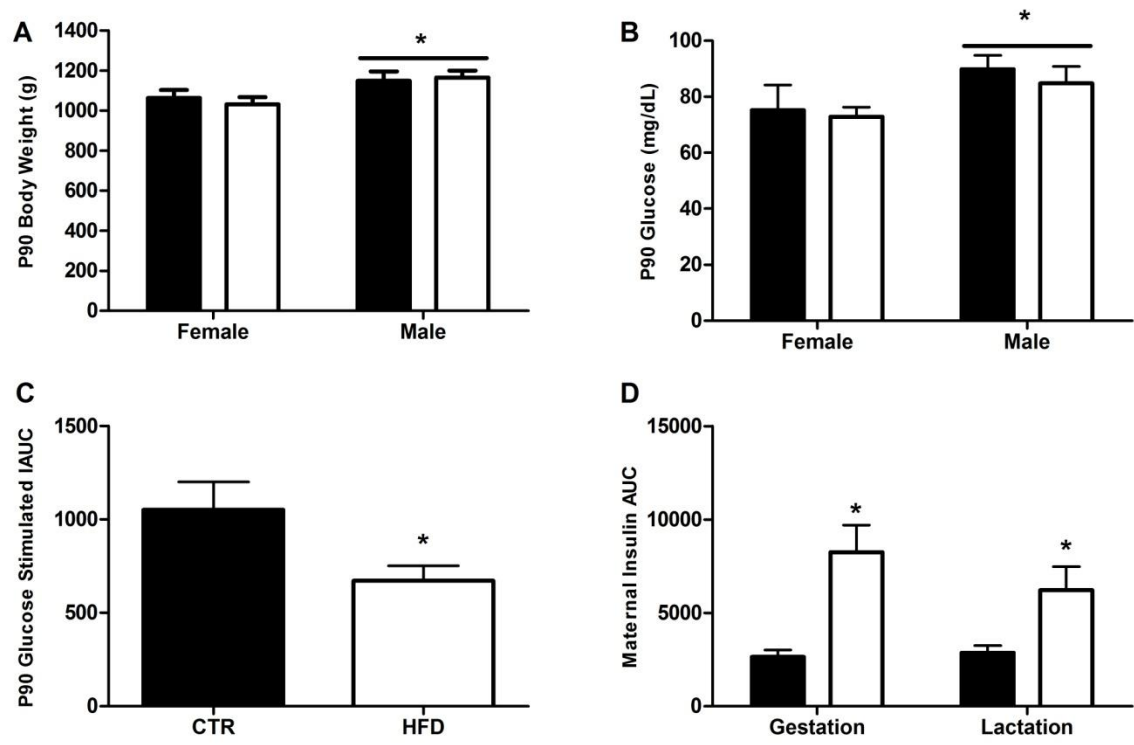 A
P90 Body Weight (g)
1400
1200
1000
800
600
400
200
0
*
Female
Male
B
P90 Glucose (mg/dL)
100
80
60
40
20
0
*
Female
Male
C
P90 Glucose Stimulated IAUC
1500
1000
500
0
*
CTR
HFD
D
Maternal Insulin AUC
15000
10000
5000
0
*
*
Gestation
Lactation